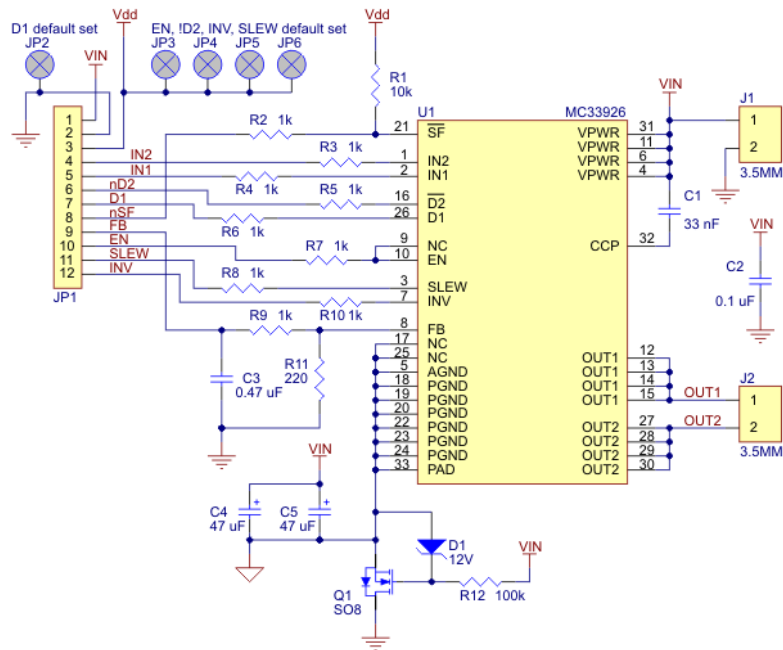 Vdd
D1 default set
JP2
EN, !D2, INV, SLEW default set
JP3 JP4 JP5 JP6
Vdd
VIN
R1
10k
VIN
U1 MC33926
J1
1
2
3
4
5
6
7
8
9
10
11
12
JP1
IN2
IN1
nD2
D1
nSF
FB
EN
SLEW
INV
R2 1k
R3 1k
R4 1k
R5 1k
R6 1k
R7 1k
R8 1k
R10 1k
R9 1k
R11
220
C3
0.47 uF
21 SF
1 IN2
2 IN1
16 D2
26 D1
9 NC
10 EN
3 SLEW
7 INV
8 FB
17 NC
25 NC
5 AGND
18 PGND
19 PGND
20 PGND
22 PGND
23 PGND
24 PGND
33 PAD
VPWR 31
VPWR 11
VPWR 6
VPWR 4
CCP 32
OUT1 12
OUT1 13
OUT1 14
OUT1 15
OUT2 27
OUT2 28
OUT2 29
OUT2 30
1
2
3.5MM
C1
33 nF
VIN
C2
0.1 uF
J2
OUT1
1
OUT2
2
3.5MM
VIN
C4
47 uF
C5
47 uF
D1
12V
VIN
R12 100k
Q1
SO8